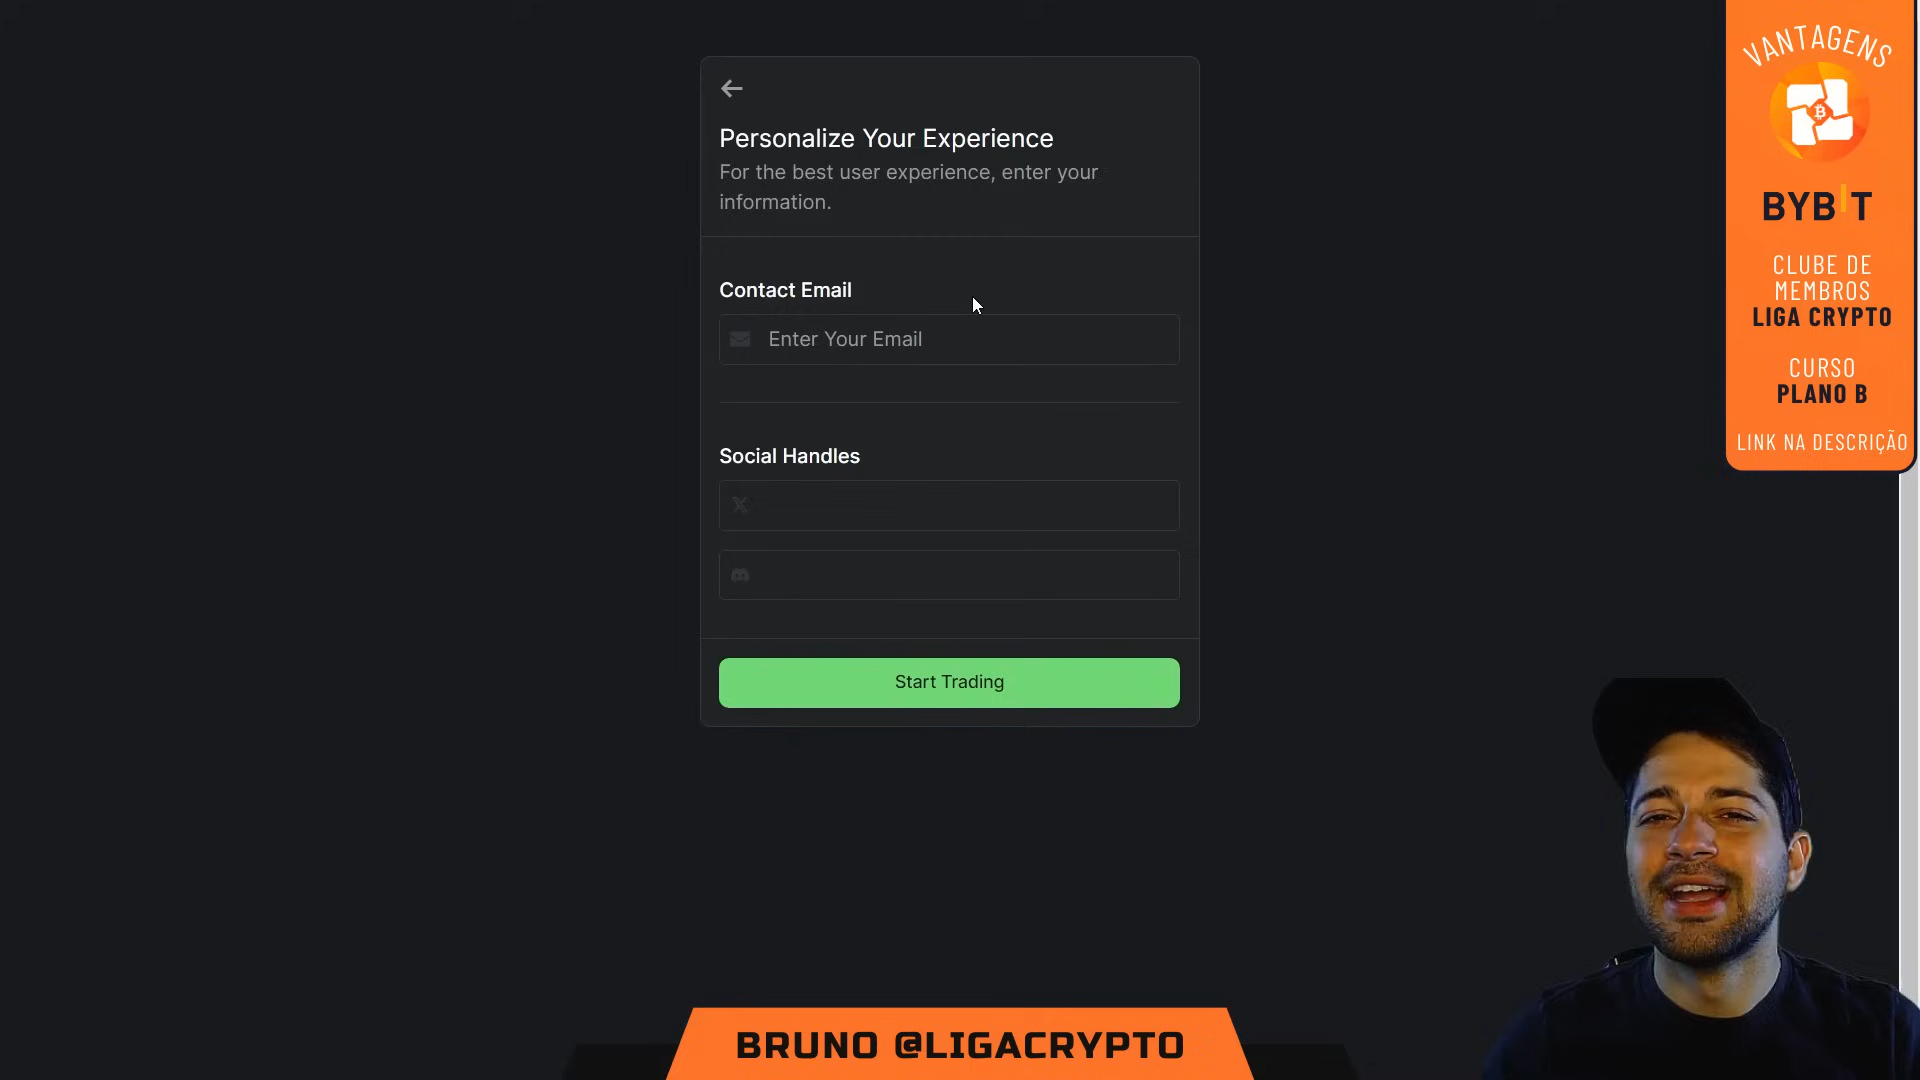 Personalize Your Experience
For the best user experience, enter your
information.
Contact Email
Enter Your Email
Social Handles
Start Trading
VANTAGENS
BYBIT
CLUBE DE
MEMBROS
LIGA CRYPTO
CURSO
PLANO B
LINK NA DESCRIÇÃO
BRUNO @LIGACRYPTO